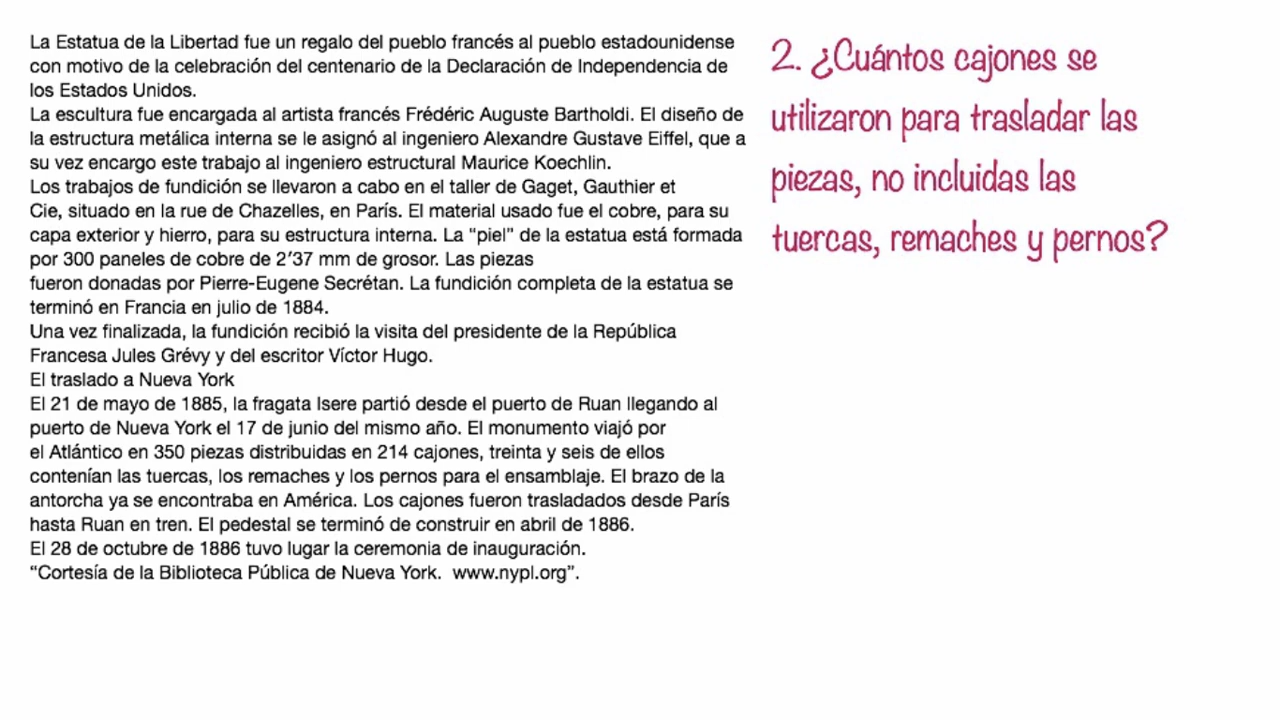 La Estatua de la Libertad fue un regalo del pueblo francés al pueblo estadounidense
con motivo de la celebración del centenario de la Declaración de Independencia de
los Estados Unidos.
La escultura fue encargada al artista francés Frédéric Auguste Bartholdi. El diseño de
la estructura metálica interna se le asignó al ingeniero Alexandre Gustave Eiffel, que a
su vez encargo este trabajo al ingeniero estructural Maurice Koechlin.
Los trabajos de fundición se llevaron a cabo en el taller de Gaget, Gauthier et
Cie, situado en la rue de Chazelles, en París. El material usado fue el cobre, para su
capa exterior y hierro, para su estructura interna. La “piel” de la estatua está formada
por 300 paneles de cobre de 2’37 mm de grosor. Las piezas
fueron donadas por Pierre-Eugene Secrétan. La fundición completa de la estatua se
terminó en Francia en julio de 1884.
Una vez finalizada, la fundición recibió la visita del presidente de la República
Francesa Jules Grévy y del escritor Víctor Hugo.
El traslado a Nueva York
El 21 de mayo de 1885, la fragata Isere partió desde el puerto de Ruan llegando al
puerto de Nueva York el 17 de junio del mismo año. El monumento viajó por
el Atlántico en 350 piezas distribuidas en 214 cajones, treinta y seis de ellos
contenían las tuercas, los remaches y los pernos para el ensamblaje. El brazo de la
antorcha ya se encontraba en América. Los cajones fueron trasladados desde París
hasta Ruan en tren. El pedestal se terminó de construir en abril de 1886.
El 28 de octubre de 1886 tuvo lugar la ceremonia de inauguración.
“Cortesía de la Biblioteca Pública de Nueva York.  www.nypl.org”.
2. ¿Cuántos cajones se
utilizaron para trasladar las
piezas, no incluidas las
tuercas, remaches y pernos?